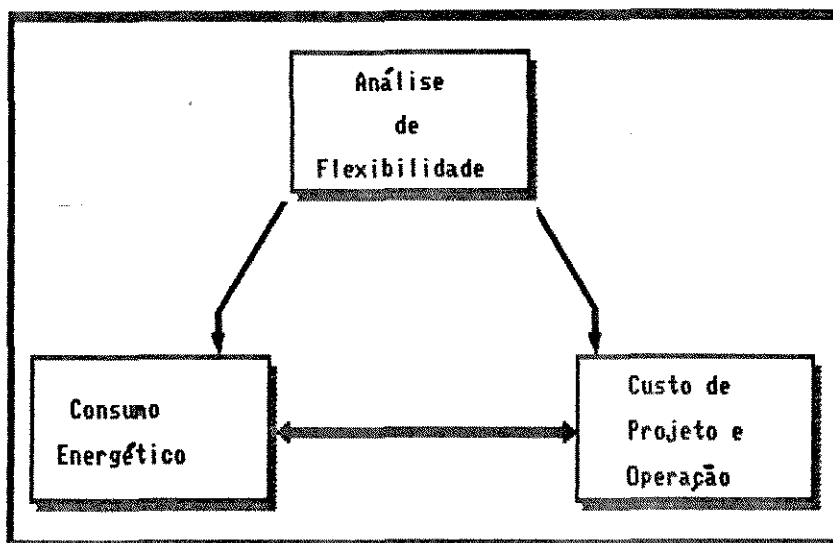 Análise
de
Flexibilidade
Consumo
Energético
Custo de
Projeto e
Operação